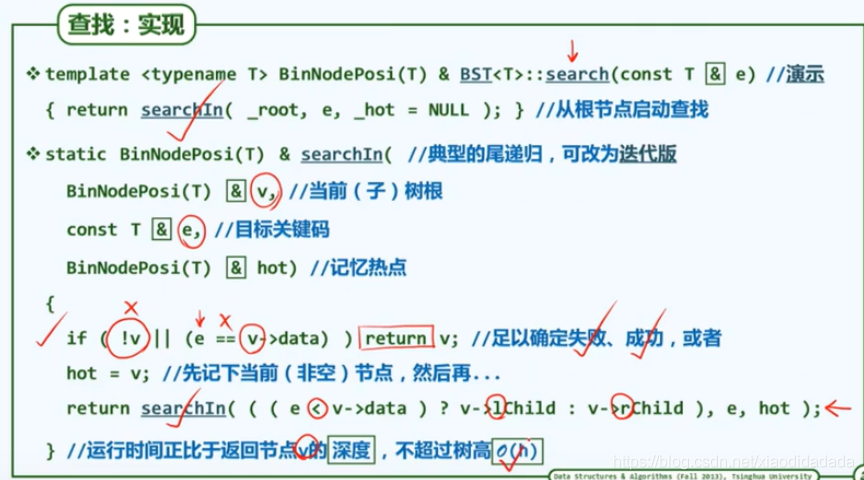 查找：实现
❖ template <typename T> BinNodePosi(T) & BST<T>::search(const T & e) //演示
{ return searchIn( _root, e, _hot = NULL ); } //从根节点启动查找
❖ static BinNodePosi(T) & searchIn( //典型的尾递归，可改为迭代版
BinNodePosi(T) & v, //当前（子）树根
const T & e, //目标关键码
BinNodePosi(T) & hot) //记忆热点
{
if ( !v || (e == v->data) ) return v; //足以确定失败、成功，或者
hot = v; //先记下当前（非空）节点，然后再...
return searchIn( ( ( e < v->data ) ? v->lChild : v->rChild ), e, hot );
} //运行时间正比于返回节点v的深度，不超过树高O(h)
https://blog.csdn.net/xiaodidadada
Data Structures & Algorithms (Fall 2013), Tsinghua University